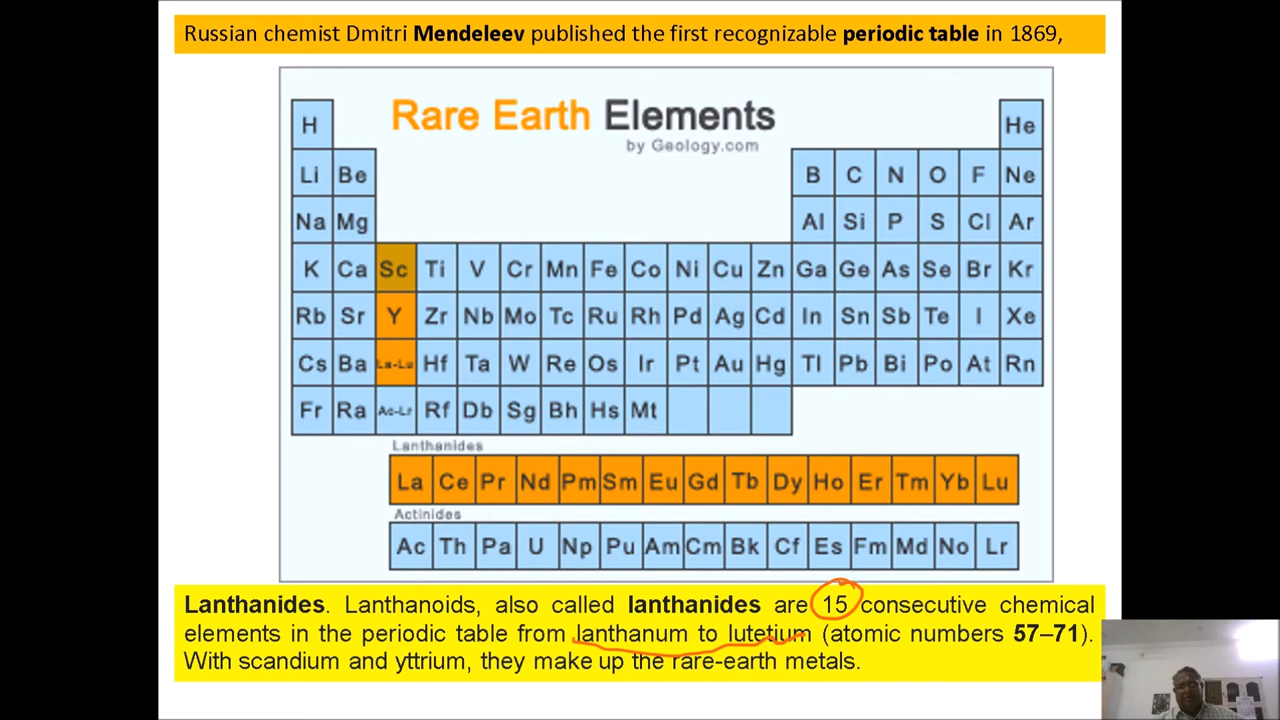 Russian chemist Dmitri Mendeleev published the first recognizable periodic table in 1869,
Rare Earth Elements
by Geology.com
H He
Li Be B C N O F Ne
Na Mg Al Si P S Cl Ar
K Ca Sc Ti V Cr Mn Fe Co Ni Cu Zn Ga Ge As Se Br Kr
Rb Sr Y Zr Nb Mo Tc Ru Rh Pd Ag Cd In Sn Sb Te I Xe
Cs Ba La-Lu Hf Ta W Re Os Ir Pt Au Hg Tl Pb Bi Po At Rn
Fr Ra Ac-Lr Rf Db Sg Bh Hs Mt
Lanthanides
La Ce Pr Nd Pm Sm Eu Gd Tb Dy Ho Er Tm Yb Lu
Actinides
Ac Th Pa U Np Pu Am Cm Bk Cf Es Fm Md No Lr
Lanthanides. Lanthanoids, also called lanthanides are 15 consecutive chemical
elements in the periodic table from lanthanum to lutetium (atomic numbers 57–71).
With scandium and yttrium, they make up the rare-earth metals.